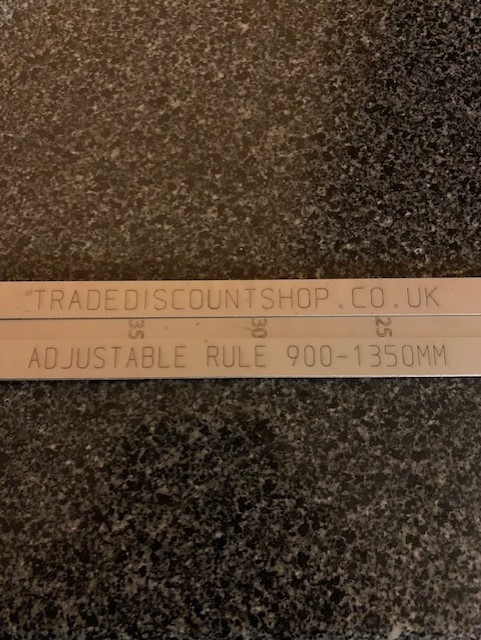 TRADEDISCOUNTSHOP.CO.UK
35 30 25
ADJUSTABLE RULE 900-1350MM